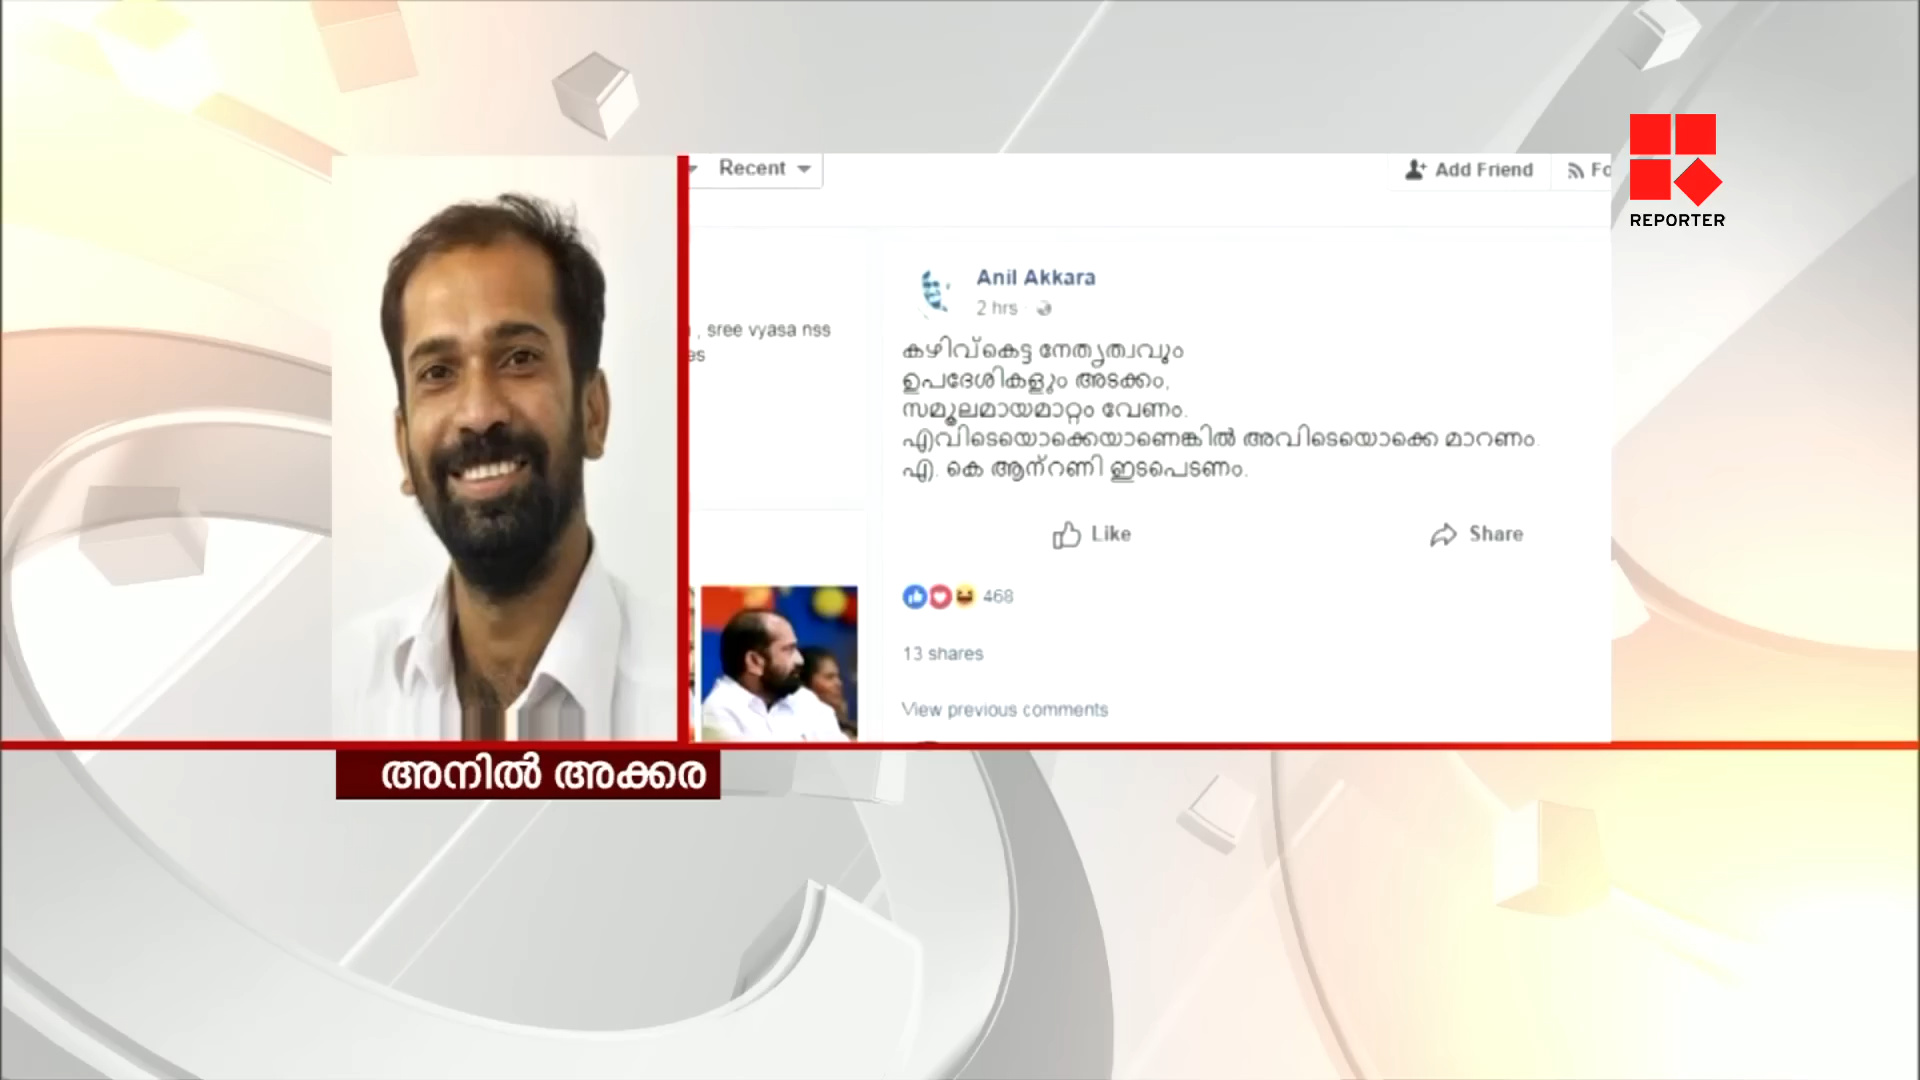 REPORTER
Recent
Add Friend
Anil Akkara
2 hrs
, sree vyasa nss
കഴിവ്കെട്ട നേതൃത്വവും
ഉപദേശികളും അടക്കം,
സമൂലമായമാറ്റം വേണം.
എവിടെയൊക്കെയാണെങ്കിൽ അവിടെയൊക്കെ മാറണം.
എ. കെ ആന്റണി ഇടപെടണം.
Like Share
468
13 shares
View previous comments
അനിൽ അക്കര